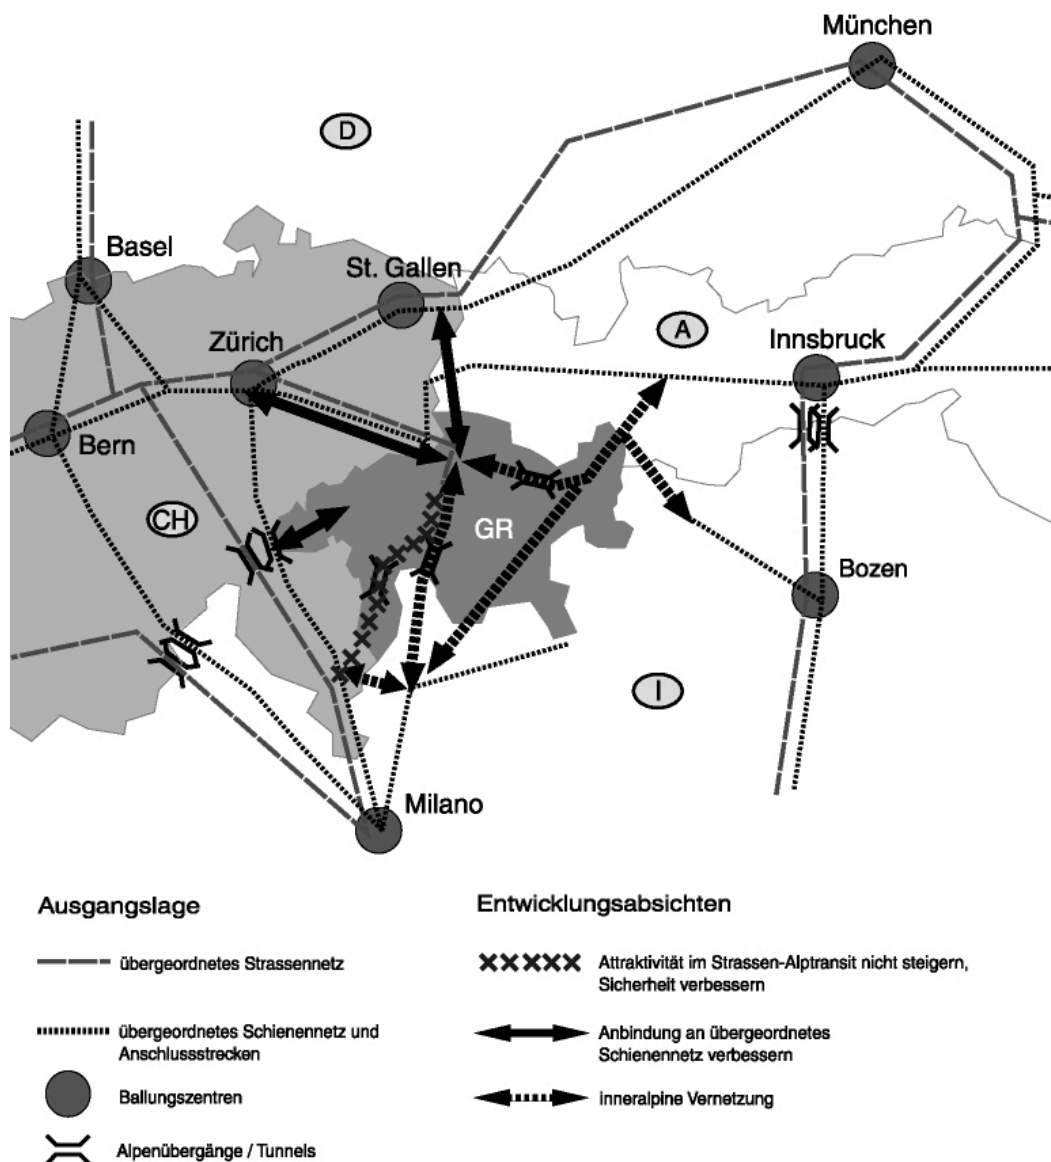 München
D
Basel
St. Gallen
A
Zürich
Innsbruck
Bern
CH
GR
Bozen
I
Milano
Ausgangslage
übergeordnetes Strassennetz
übergeordnetes Schienennetz und
Anschlussstrecken
Ballungszentren
Alpenübergänge / Tunnels
Entwicklungsabsichten
Attraktivität im Strassen-Alptransit nicht steigern,
Sicherheit verbessern
Anbindung an übergeordnetes
Schienennetz verbessern
inneralpine Vernetzung